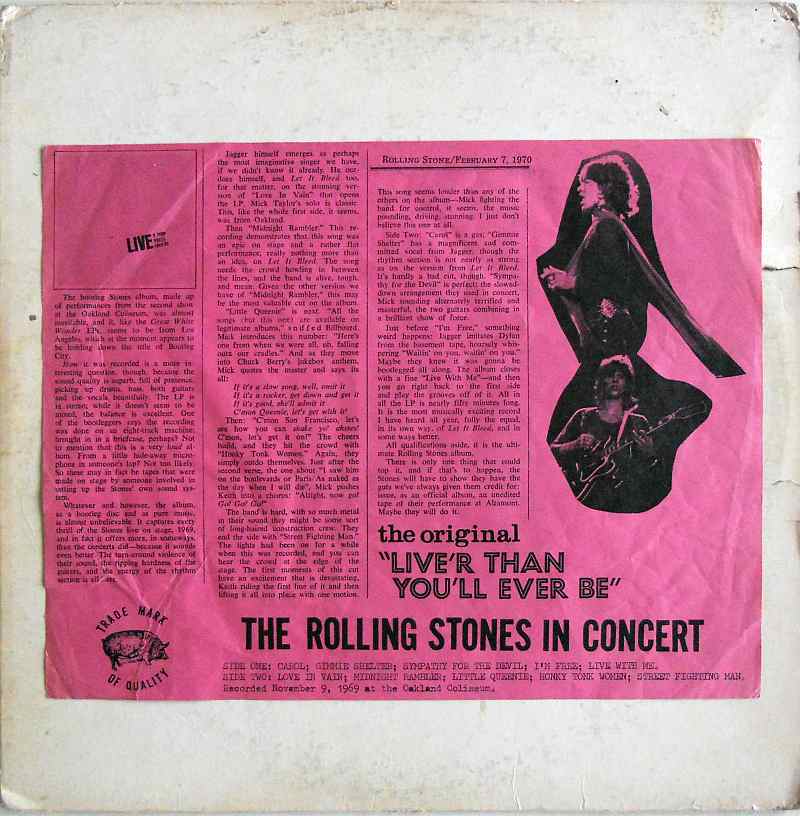 LIVE
The bootleg Stones album, made up
of performances from the second show
at the Oakland Coliseum, was almost
inevitable, and it, like the Great White
Wonder EPs, seems to be from Los
Angeles, which at the moment appears to
be holding down the title of Bootleg
City.
How it was recorded is a more in-
teresting question, though, because the
sound quality is superb, full of presence,
picking up drums, bass, both guitars
and the vocals beautifully. The LP is
in stereo; while it doesn't seem to be
mixed, the balance is excellent. One
of the bootleggers says the recording
was done on an eight-track machine,
brought in in a briefcase, perhaps? Not
to mention that this is a very loud al-
bum. From a little hide-away micro-
phone in someone's lap? Not too likely.
So these may in fact be tapes that were
made on stage by someone involved in
setting up the Stones' own sound sys-
tem.
Whatever and however, the album,
as a bootleg disc and as pure music,
is almost unbelievable. It captures every
thrill of the Stones live on stage, 1969,
and in fact it offers more, in some ways,
than the concerts did—because it sounds
even better. The turn-around violence of
their sound, the ripping hardness of the
guitars, and the energy of the rhythm
section is all
Jagger himself emerges as perhaps
the most imaginative singer we have,
if we didn't know it already. He out-
does himself, and Let It Bleed too,
for that matter, on the stunning ver-
sion of "Love In Vain" that opens
the LP. Mick Taylor's solo is classic.
This, like the whole first side, it seems,
was from Oakland.
Then "Midnight Rambler." This re-
cording demonstrates that this song was
an epic on stage and a rather flat
performance, really nothing more than
an idea, on Let It Bleed. The song
needs the crowd howling in between
the lines, and the band is alive, tough,
and mean. Given the other version we
have of "Midnight Rambler," this may
be the most valuable cut on the album.
"Little Queenie" is next. "All the
songs (but this one) are available on
legitimate albums," sniffed Billboard.
Mick introduces this number: "Here's
one from when we were all, oh, falling
outa our cradles." And as they move
into Chuck Berry's jukebox anthem,
Mick quotes the master and says its
all:
If it's a slow song, well, omit it
If it's a rocker, get down and get it
If it's good, she'll admit it
C'mon Queenie, let's get with it!
Then: "C'mon San Francisco, let's
see how you can shake yo' asses!
C'mon, let's get it on!" The cheers
build, and they hit the crowd with
"Honky Tonk Women." Again, they
simply outdo themselves. Just after the
second verse, the one about "I saw him
on the boulevards or Paris As naked as
the day when I will die", Mick pushes
Keith into a chorus: "Alright, now go!
Go! Go! Go!"
The band is hard, with so much metal
in their sound they might be some sort
of long-haired construction crew. They
end the side with "Street Fighting Man."
The lights had been on for a while
when this was recorded, and you can
hear the crowd at the edge of the
stage. The first moments of this cut
have an excitement that is devastating,
Keith riding the first line of it and then
lifting it all into place with one motion.
ROLLING STONE/FEBRUARY 7, 1970
This song seems louder than any of the
others on the album—Mick fighting the
band for control, it seems, the music
pounding, driving, stunning. I just don't
believe this one at all.
Side Two: "Carol" is a gas, "Gimmie
Shelter" has a magnificent and com-
mitted vocal from Jagger, though the
rhythm section is not nearly as strong
as on the version from Let It Bleed.
It's hardly a bad cut, though. "Sympa-
thy for the Devil" is perfect; the slowed-
down arrangement they used in concert,
Mick sounding alternately terrified and
masterful, the two guitars combining in
a brilliant show of force.
Just before "I'm Free," something
weird happens: Jagger imitates Dylan
from the basement tape, hoarsely whis-
pering "Waitin' on you, waitin' on you."
Maybe they knew it was gonna be
bootlegged all along. The album closes
with a fine "Live With Me"—and then
you go right back to the first side
and play the grooves off of it. All in
all the LP is nearly fifty minutes long.
It is the most musically exciting record
I have heard all year, fully the equal,
in its own way, of Let It Bleed, and in
some ways better.
All qualifications aside, it is the ulti-
mate Rolling Stones album.
There is only one thing that could
top it, and if that's to happen, the
Stones will have to show they have the
guts we've always given them credit for:
issue, as an official album, an unedited
tape of their performance at Altamont.
Maybe they will do it.
the original
"LIVE'R THAN
YOU'LL EVER BE"
THE ROLLING STONES IN CONCERT
TRADE MARK
OF QUALITY
SIDE ONE: CAROL; GIMMIE SHELTER; SYMPATHY FOR THE DEVIL; I'M FREE; LIVE WITH ME.
SIDE TWO: LOVE IN VAIN; MIDNIGHT RAMBLER; LITTLE QUEENIE; HONKY TONK WOMEN; STREET FIGHTING MAN.
Recorded November 9, 1969 at the Oakland Coliseum.